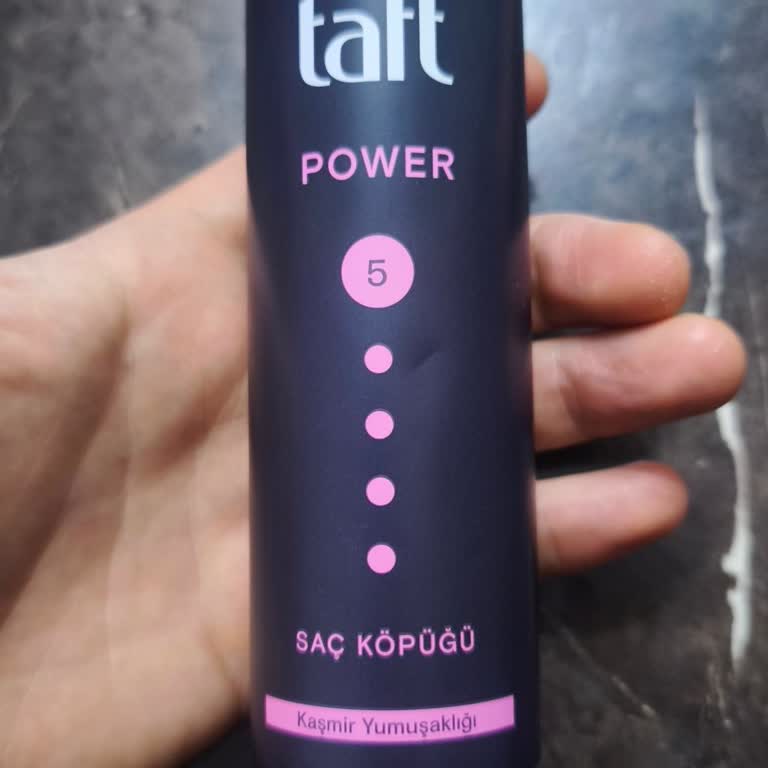 taft
POWER
5
SAÇ KÖPÜĞÜ
Kaşmir Yumuşaklığı